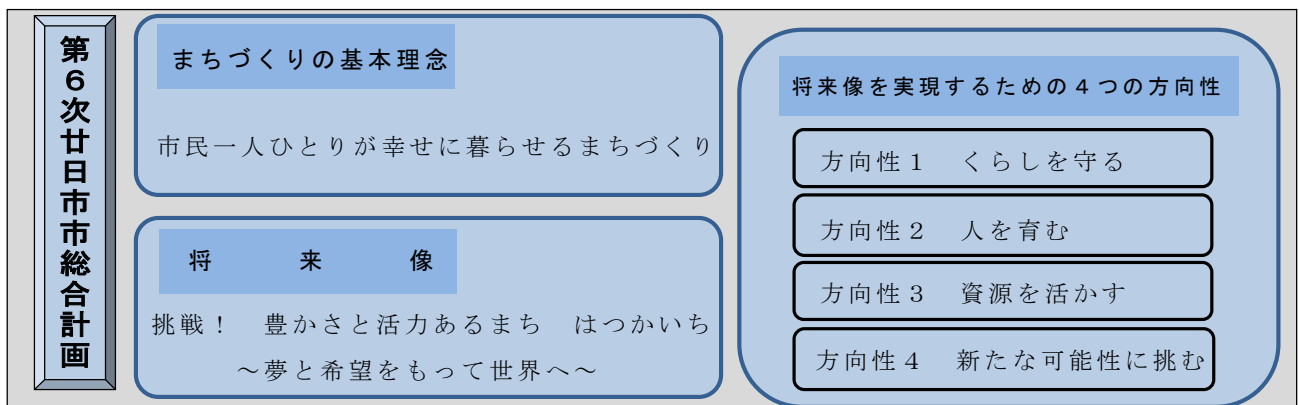 第６次廿日市市総合計画
まちづくりの基本理念
市民一人ひとりが幸せに暮らせるまちづくり
将来像
挑戦！　豊かさと活力あるまち　はつかいち
～夢と希望をもって世界へ～
将来像を実現するための４つの方向性
方向性１　くらしを守る
方向性２　人を育む
方向性３　資源を活かす
方向性４　新たな可能性に挑む